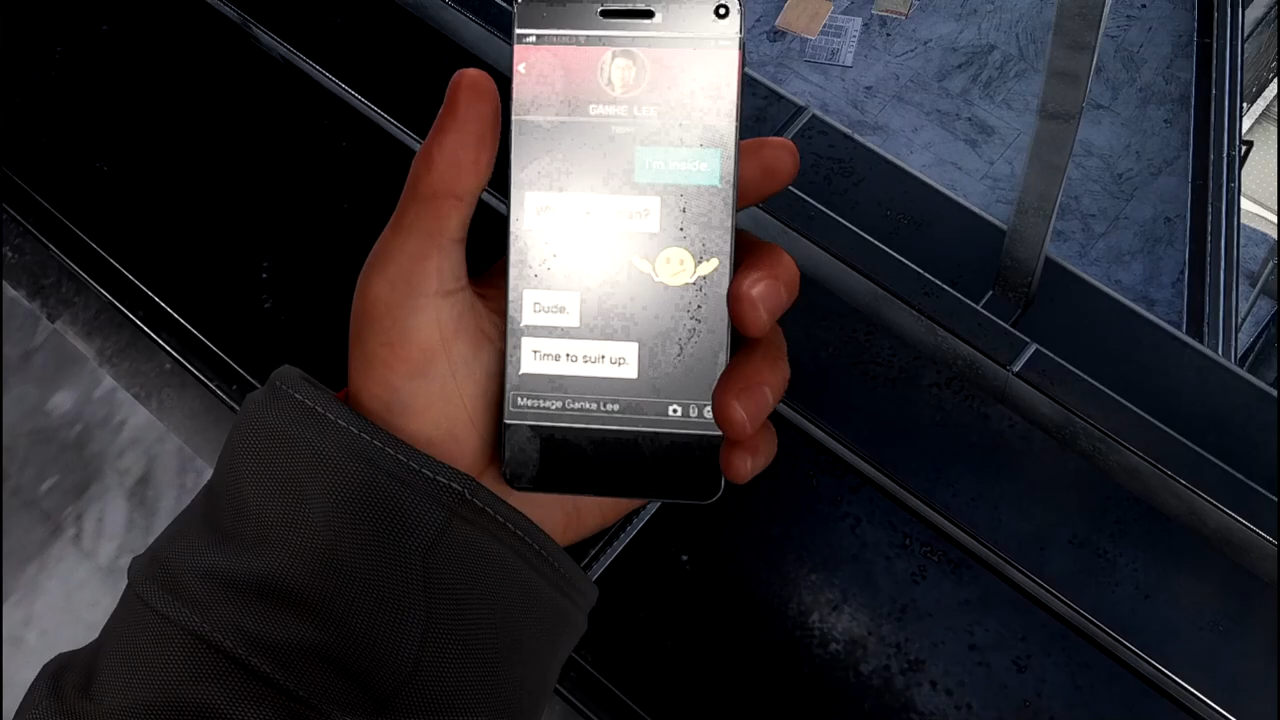 GANKE LEE
I'm inside.
Dude.
Time to suit up.
Message Ganke Lee